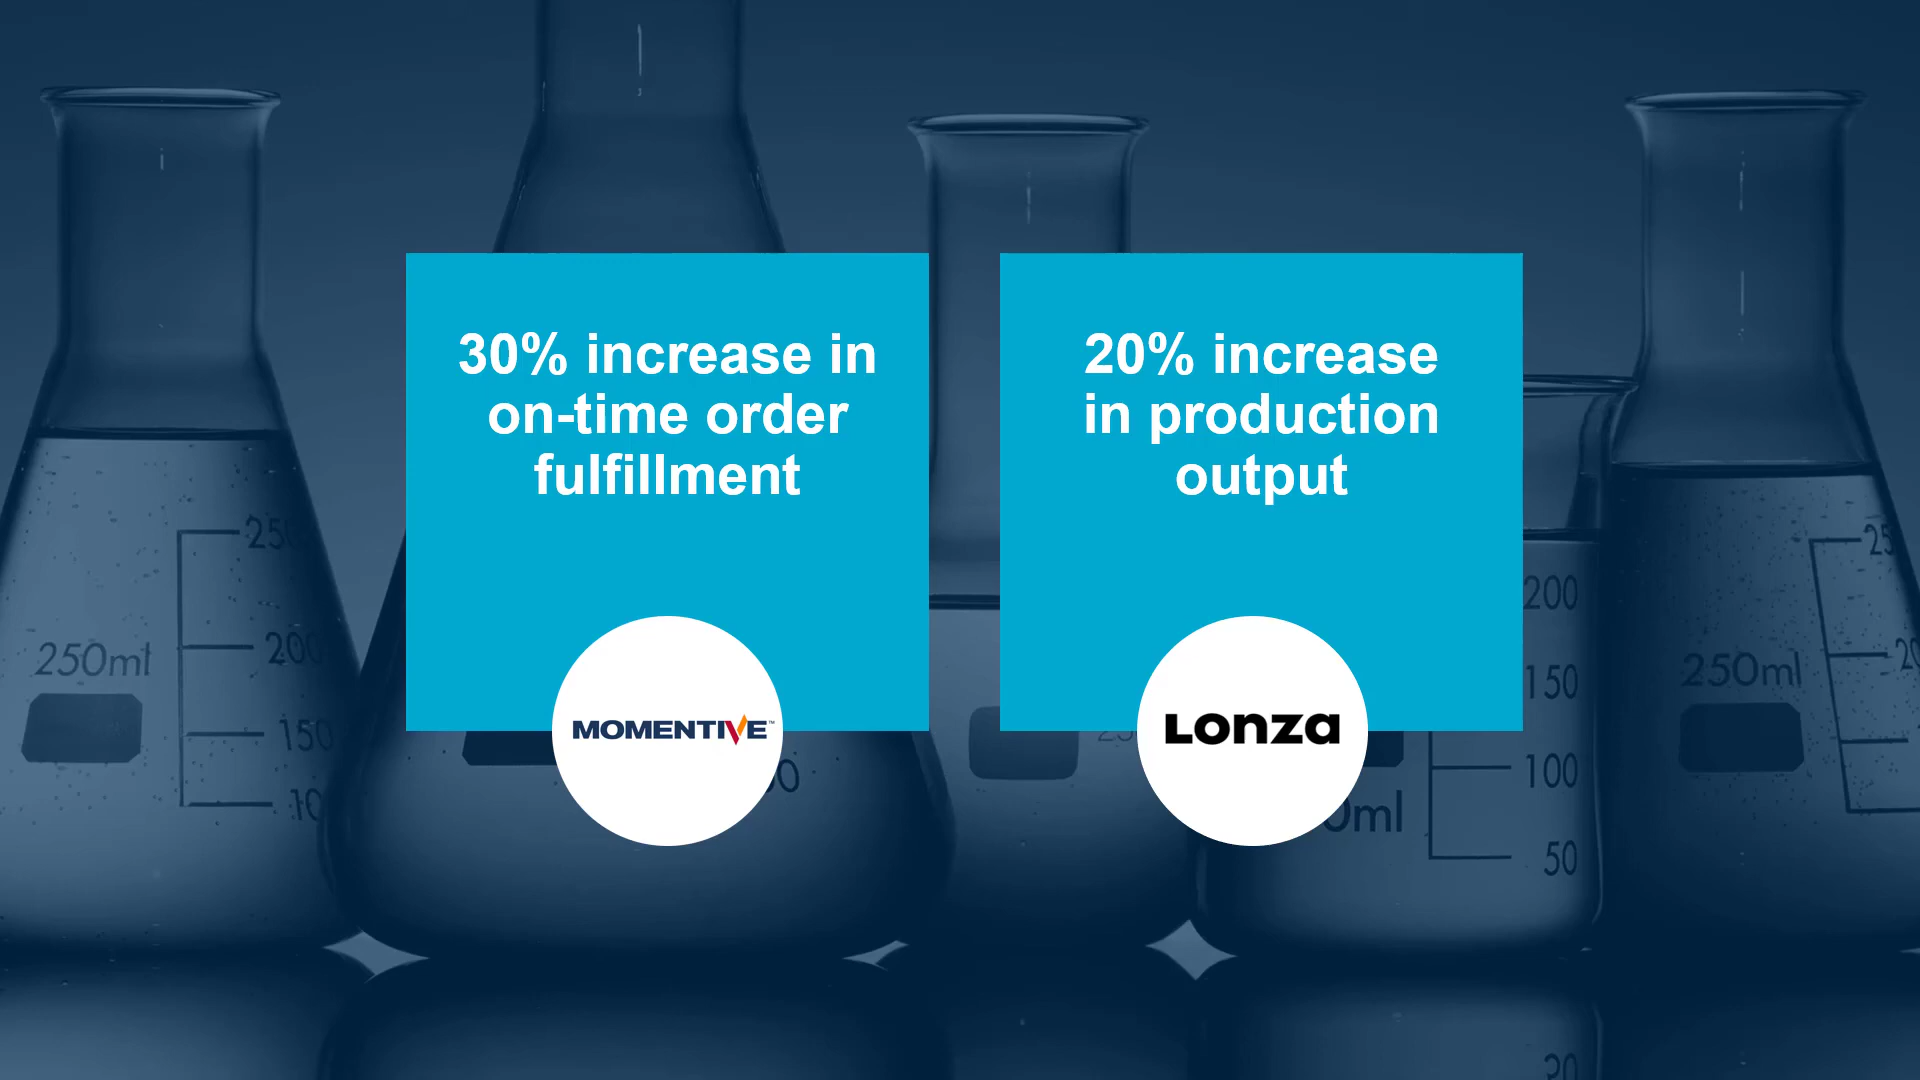 30% increase in
on-time order
fulfillment
MOMENTIVE™
20% increase
in production
output
Lonza
250ml
200
150
200
150
100
50
250ml